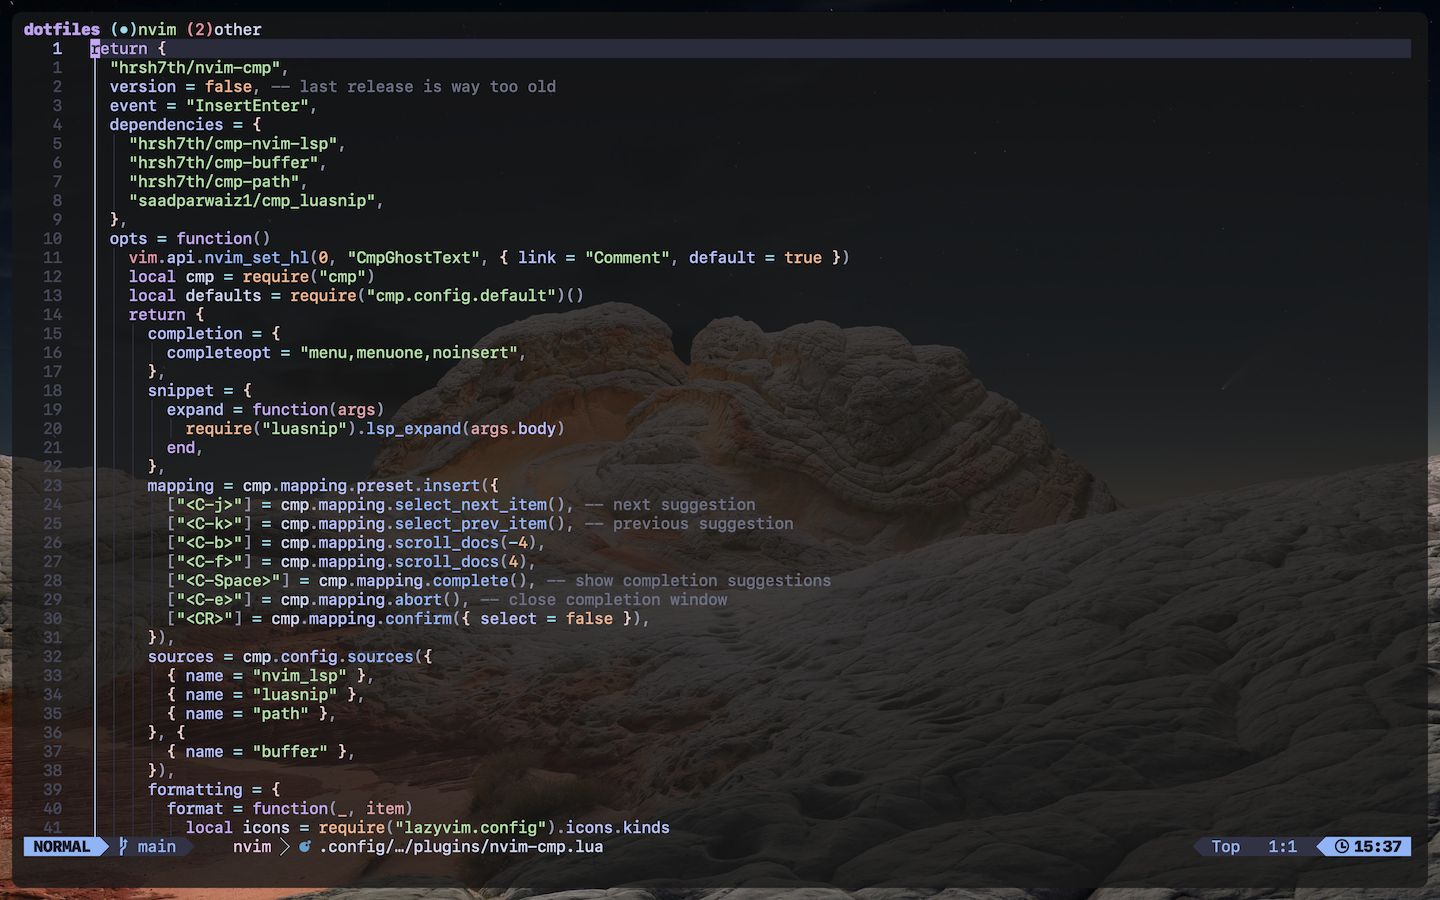 dotfiles (●)nvim (2)other
1 return {
1 "hrsh7th/nvim-cmp",
2 version = false, -- last release is way too old
3 event = "InsertEnter",
4 dependencies = {
5 "hrsh7th/cmp-nvim-lsp",
6 "hrsh7th/cmp-buffer",
7 "hrsh7th/cmp-path",
8 "saadparwaiz1/cmp_luasnip",
9 },
10 opts = function()
11 vim.api.nvim_set_hl(0, "CmpGhostText", { link = "Comment", default = true })
12 local cmp = require("cmp")
13 local defaults = require("cmp.config.default")()
14 return {
15 completion = {
16 completeopt = "menu,menuone,noinsert",
17 },
18 snippet = {
19 expand = function(args)
20 require("luasnip").lsp_expand(args.body)
21 end,
22 },
23 mapping = cmp.mapping.preset.insert({
24 ["<C-j>"] = cmp.mapping.select_next_item(), -- next suggestion
25 ["<C-k>"] = cmp.mapping.select_prev_item(), -- previous suggestion
26 ["<C-b>"] = cmp.mapping.scroll_docs(-4),
27 ["<C-f>"] = cmp.mapping.scroll_docs(4),
28 ["<C-Space>"] = cmp.mapping.complete(), -- show completion suggestions
29 ["<C-e>"] = cmp.mapping.abort(), -- close completion window
30 ["<CR>"] = cmp.mapping.confirm({ select = false }),
31 }),
32 sources = cmp.config.sources({
33 { name = "nvim_lsp" },
34 { name = "luasnip" },
35 { name = "path" },
36 }, {
37 { name = "buffer" },
38 }),
39 formatting = {
40 format = function(_, item)
41 local icons = require("lazyvim.config").icons.kinds
NORMAL main nvim > .config/…/plugins/nvim-cmp.lua Top 1:1 15:37